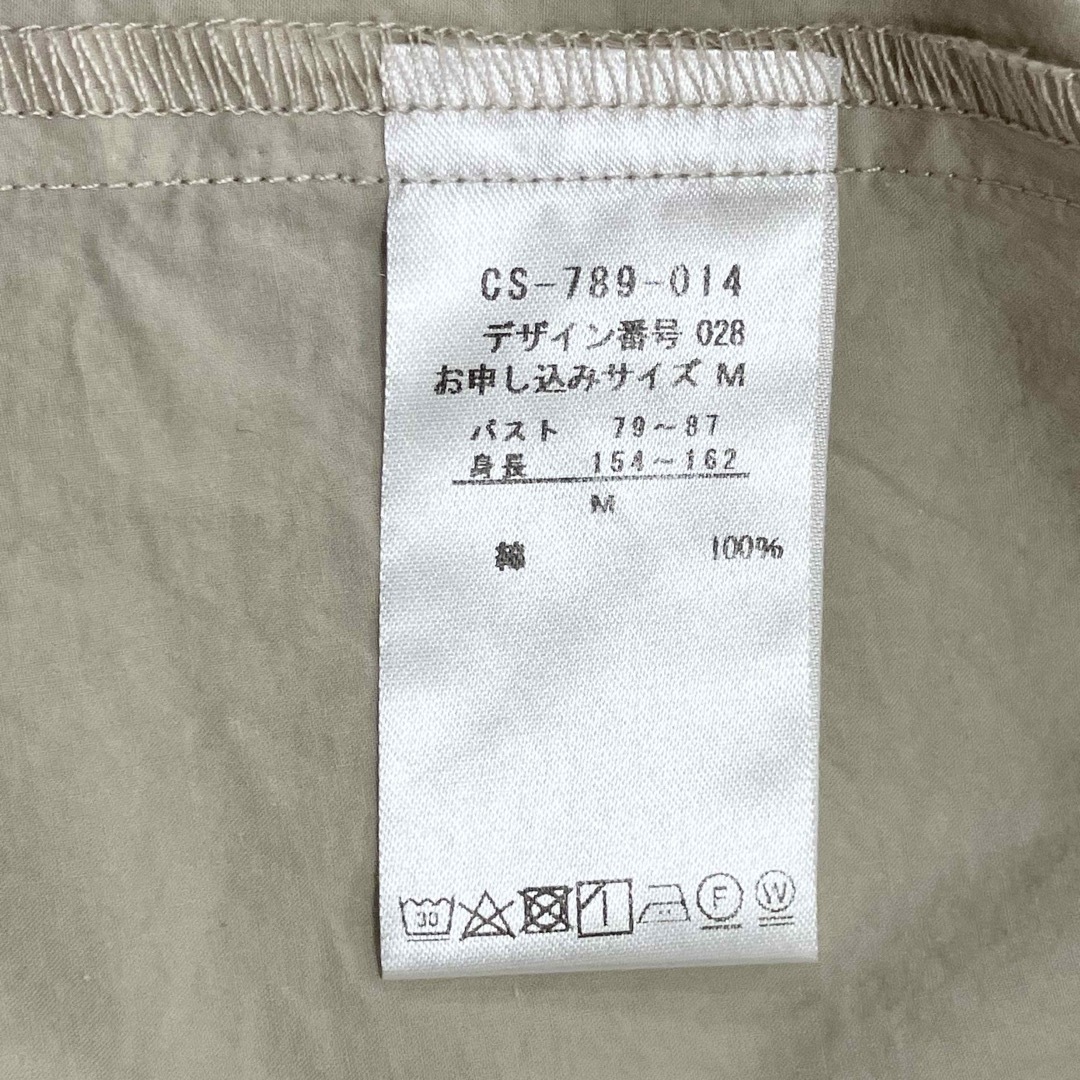 CS-789-014
デザイン番号 028
お申し込みサイズ M
バスト 79～87
身長 154～162
M
綿 100%
30 F W